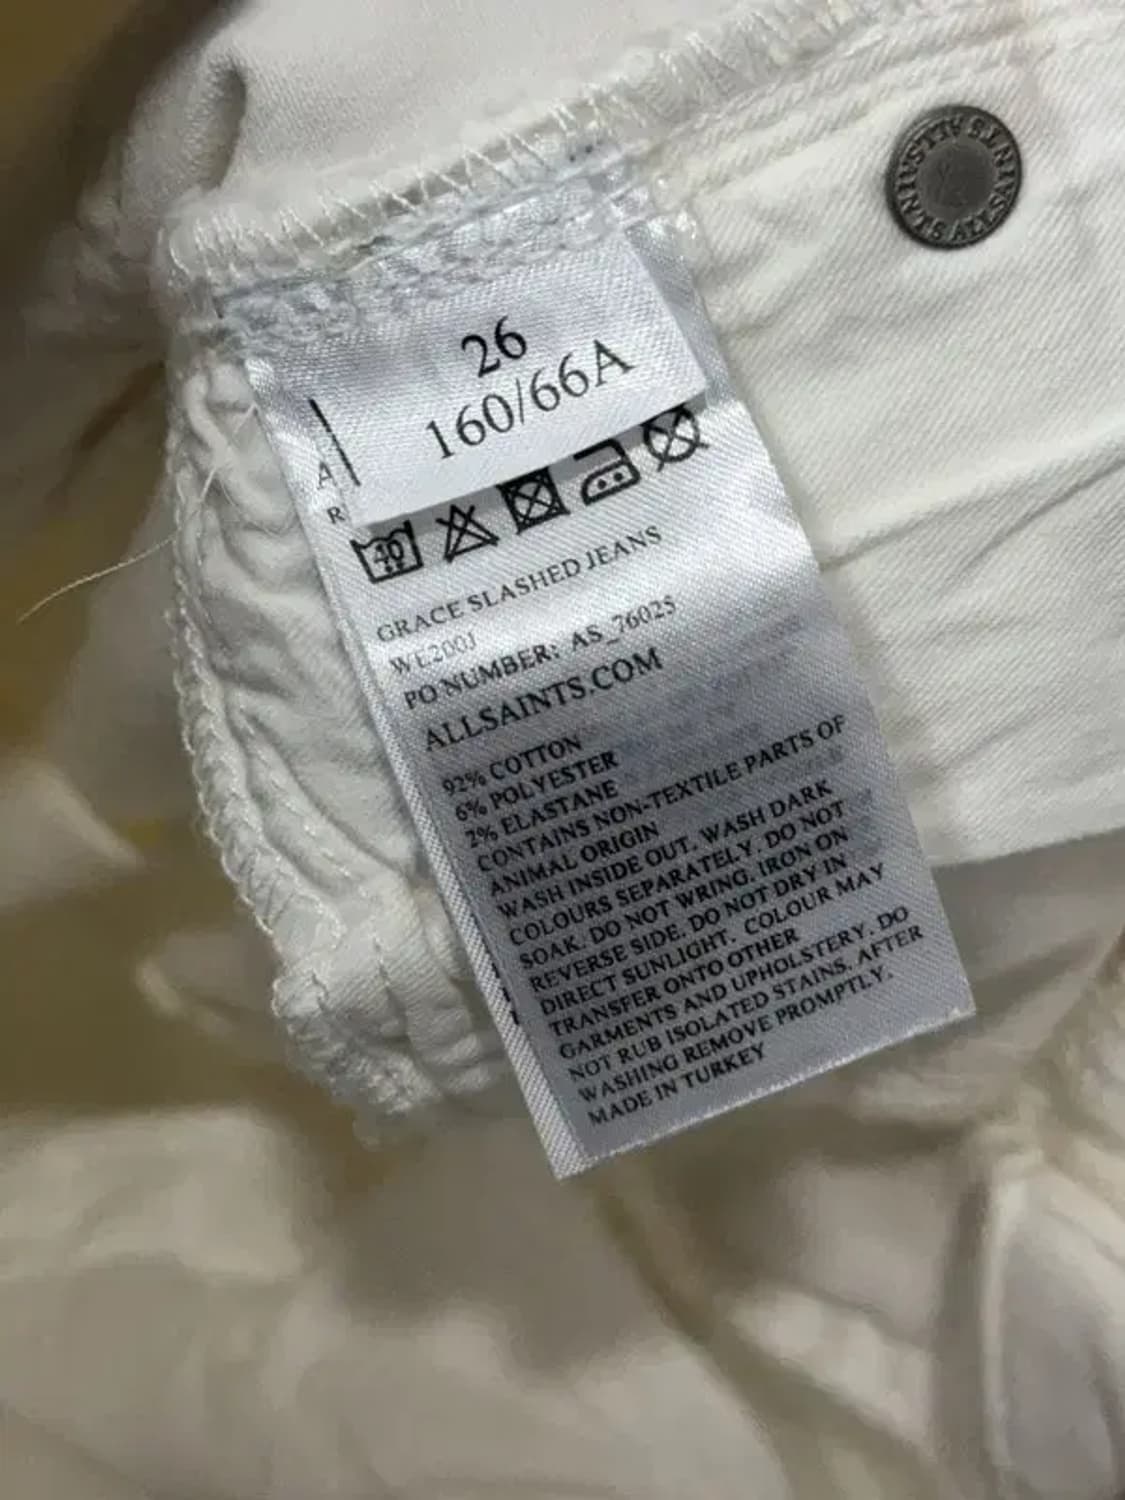 26
160/66A
A
R
40
GRACE SLASHED JEANS
WE200J
PO NUMBER: AS_76025
ALLSAINTS.COM
92% COTTON
6% POLYESTER
2% ELASTANE
CONTAINS NON-TEXTILE PARTS OF
ANIMAL ORIGIN
WASH INSIDE OUT. WASH DARK
COLOURS SEPARATELY. DO NOT
SOAK. DO NOT WRING. IRON ON
REVERSE SIDE. DO NOT DRY IN
DIRECT SUNLIGHT. COLOUR MAY
TRANSFER ONTO OTHER
GARMENTS AND UPHOLSTERY. DO
NOT RUB ISOLATED STAINS. AFTER
WASHING REMOVE PROMPTLY.
MADE IN TURKEY
ALLSAINTS ALLSAINTS